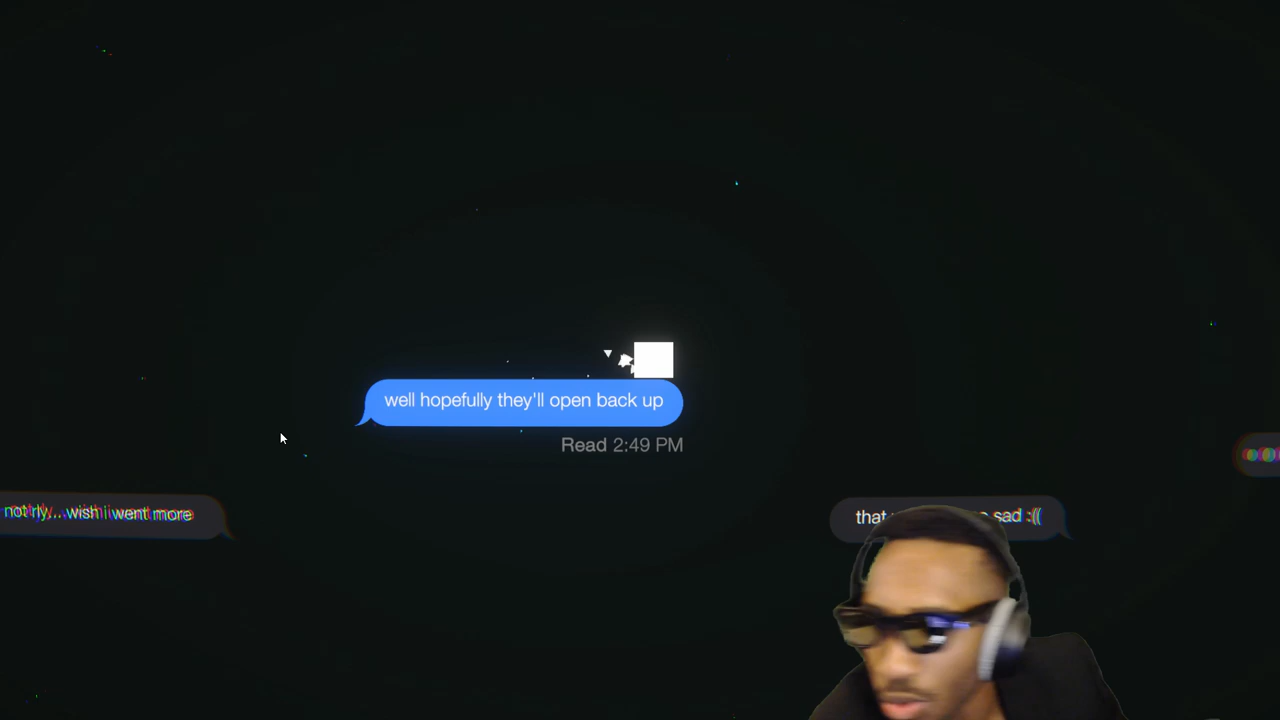 well hopefully they'll open back up
Read 2:49 PM
not rly... wish i went more
that sad :((